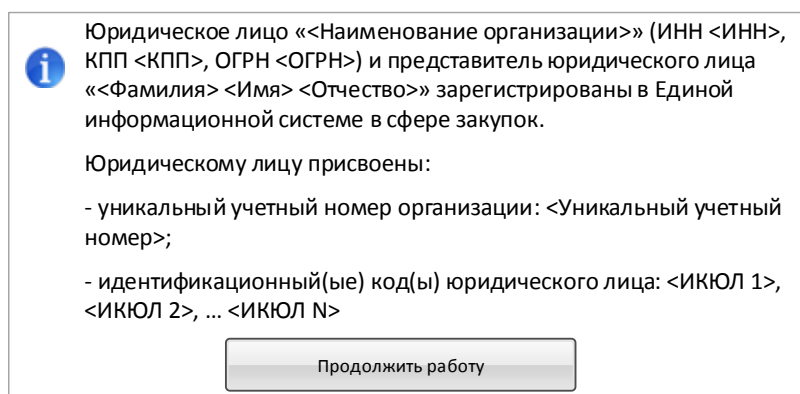 Юридическое лицо «<Наименование организации>» (ИНН <ИНН>,
КПП <КПП>, ОГРН <ОГРН>) и представитель юридического лица
«<Фамилия> <Имя> <Отчество>» зарегистрированы в Единой
информационной системе в сфере закупок.
Юридическому лицу присвоены:
- уникальный учетный номер организации: <Уникальный учетный
номер>;
- идентификационный(ые) код(ы) юридического лица: <ИКЮЛ 1>,
<ИКЮЛ 2>, … <ИКЮЛ N>
Продолжить работу